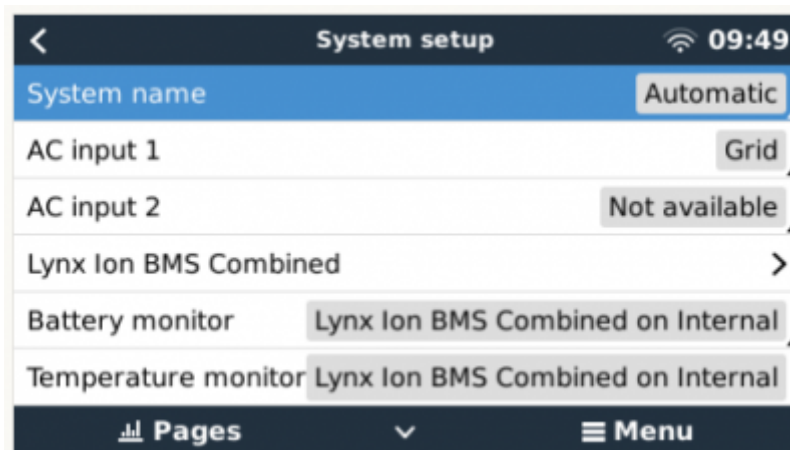 System setup 09:49
System name Automatic
AC input 1 Grid
AC input 2 Not available
Lynx Ion BMS Combined
Battery monitor Lynx Ion BMS Combined on Internal
Temperature monitor Lynx Ion BMS Combined on Internal
Pages Menu